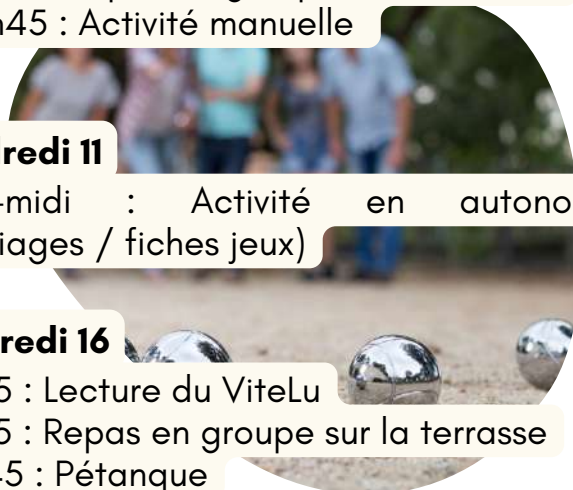 n45 : Activité manuelle
redi 11
-midi : Activité en autono
iages / fiches jeux)
redi 16
5 : Lecture du ViteLu
5 : Repas en groupe sur la terrasse
45 : Pétanque